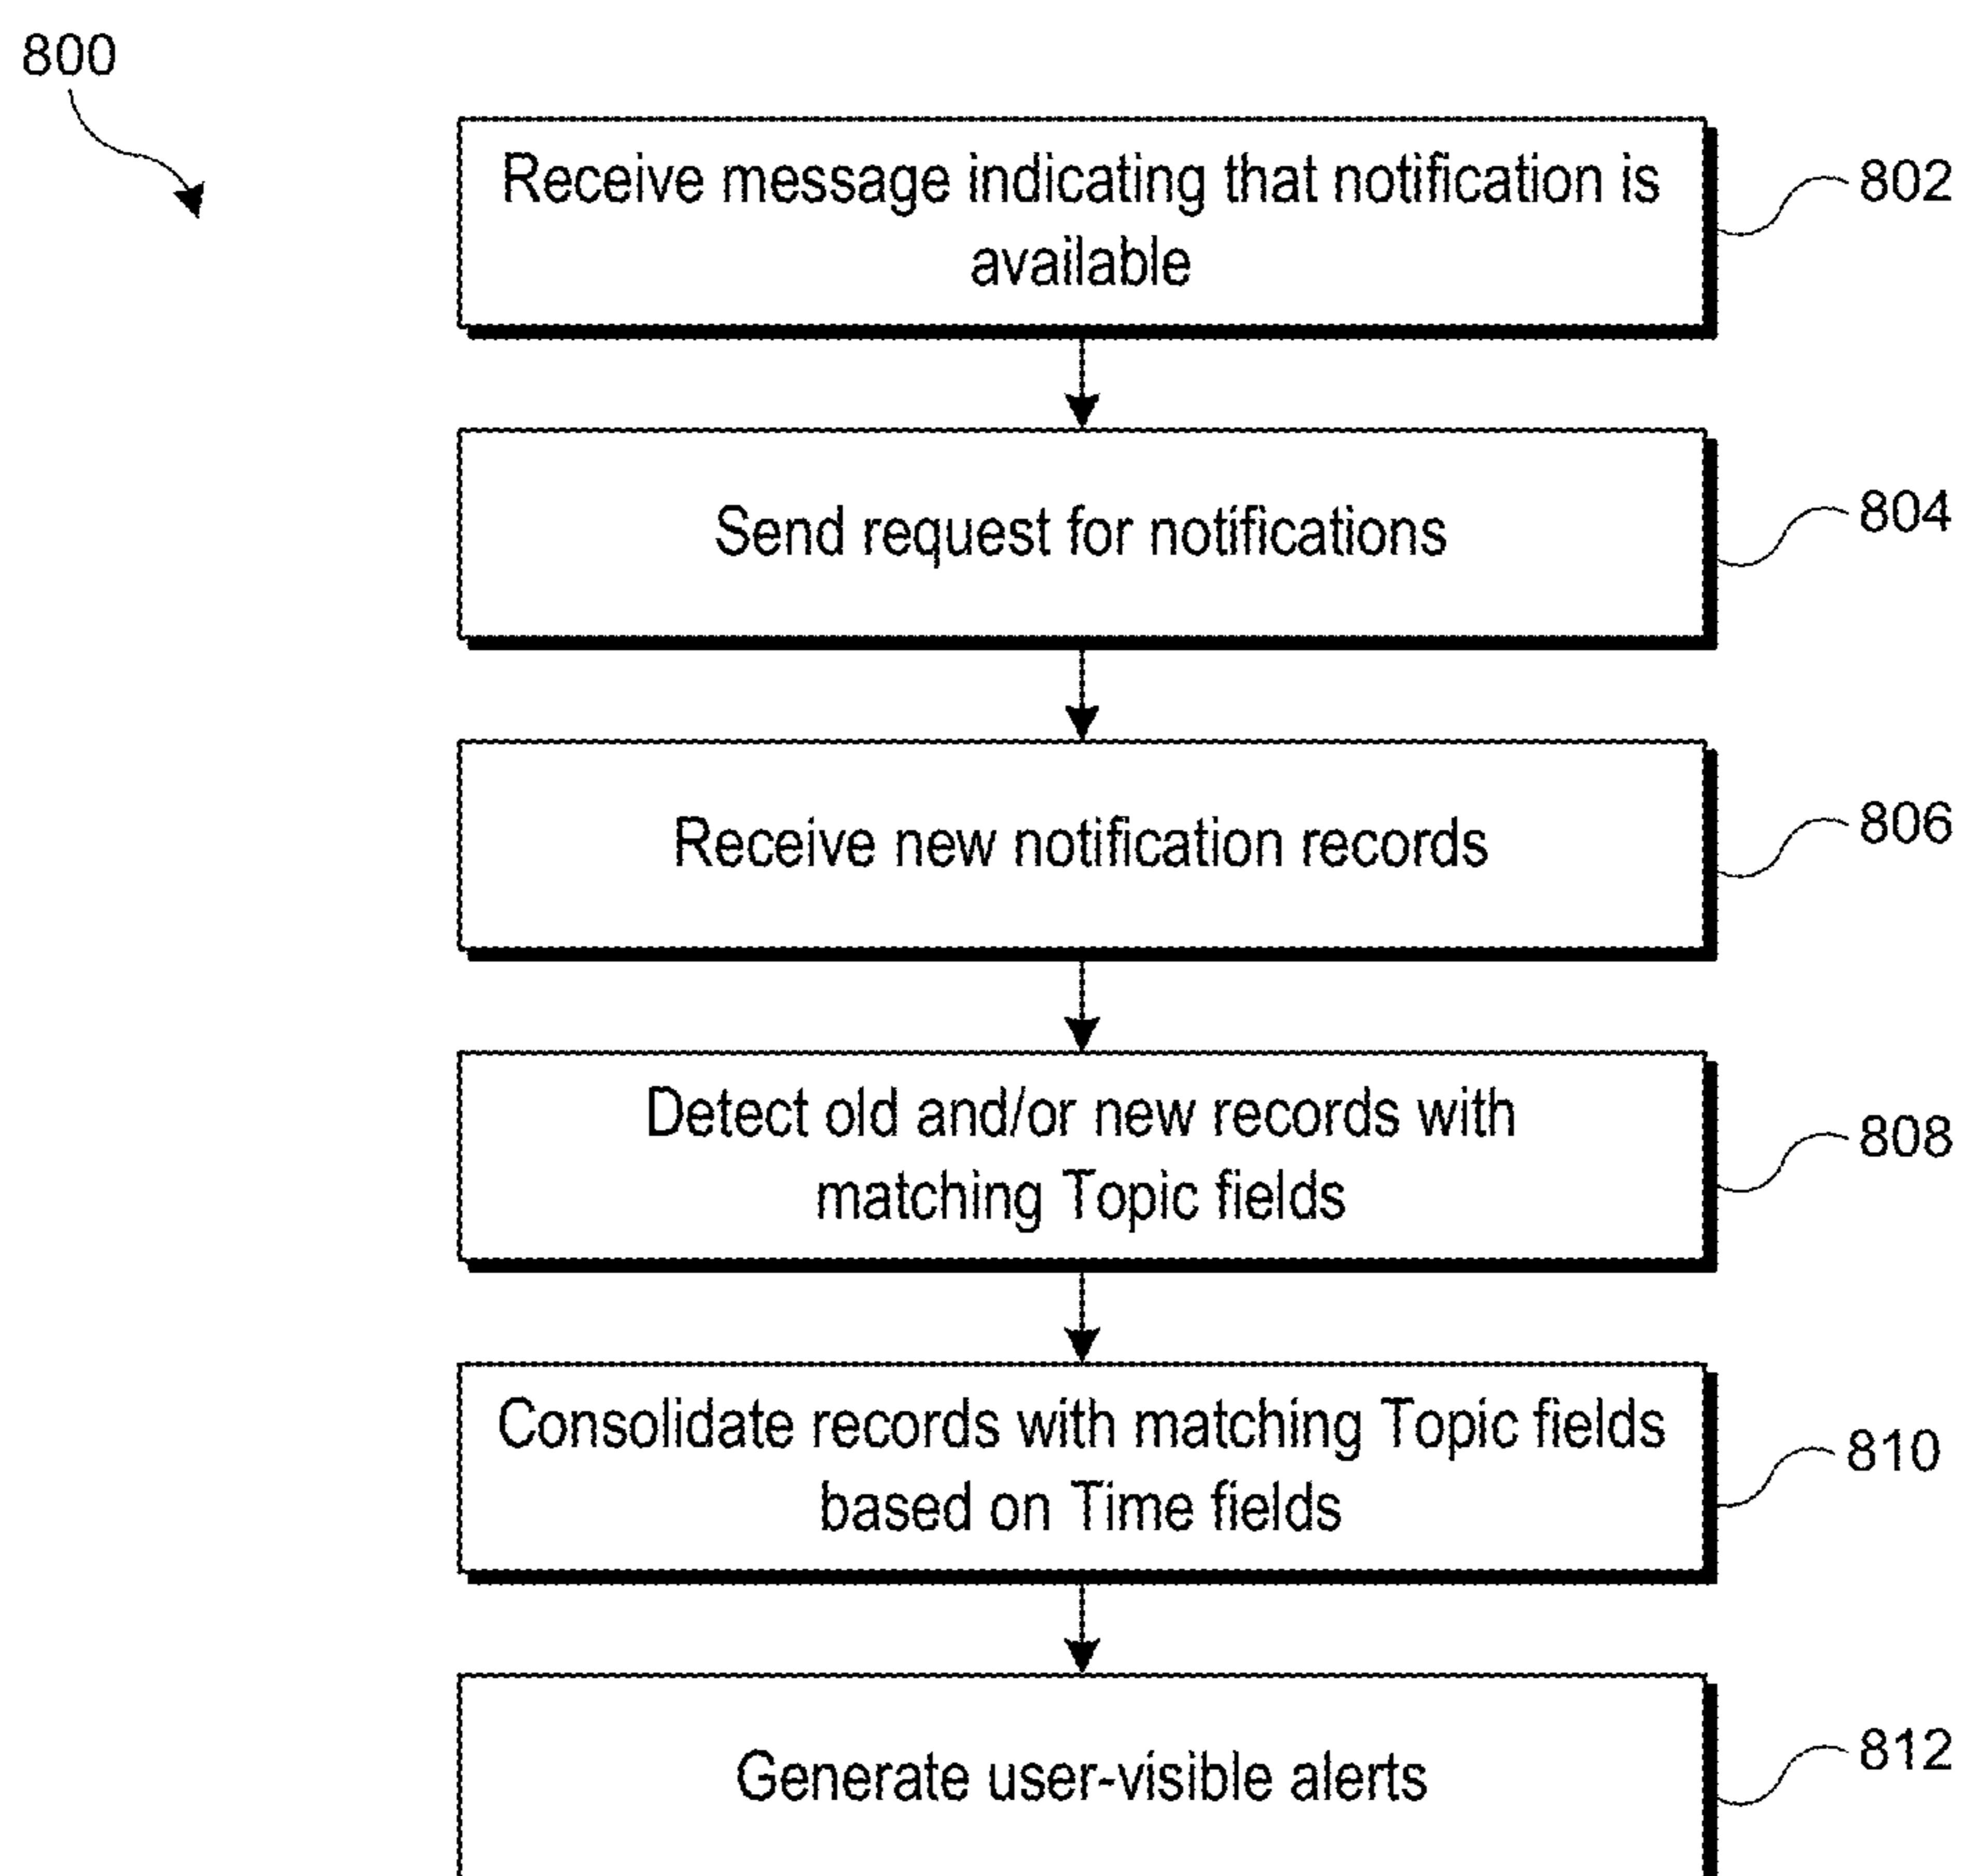 800
Receive message indicating that notification is
available
802
Send request for notifications
804
Receive new notification records
806
Detect old and/or new records with
matching Topic fields
808
Consolidate records with matching Topic fields
based on Time fields
810
Generate user-visible alerts
812